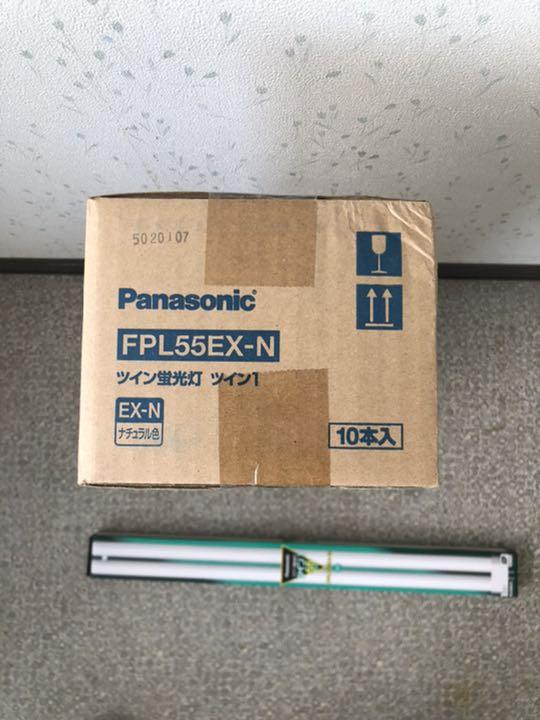 5020107
Panasonic
FPL55EX-N
ツイン蛍光灯 ツイン1
EX-N
ナチュラル色
10本入